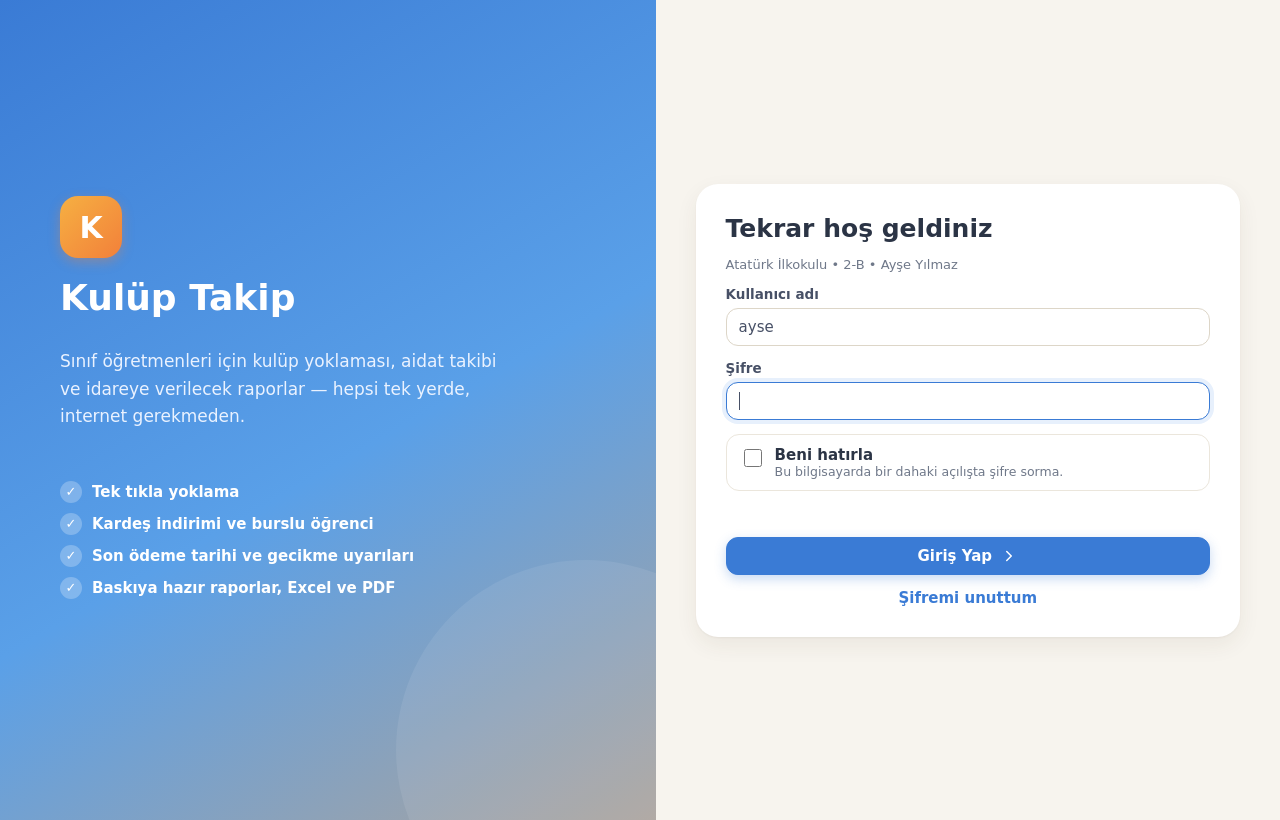 K
Kulüp Takip
Sınıf öğretmenleri için kulüp yoklaması, aidat takibi
ve idareye verilecek raporlar — hepsi tek yerde,
internet gerekmeden.
✓ Tek tıkla yoklama
✓ Kardeş indirimi ve burslu öğrenci
✓ Son ödeme tarihi ve gecikme uyarıları
✓ Baskıya hazır raporlar, Excel ve PDF
Tekrar hoş geldiniz
Atatürk İlkokulu • 2-B • Ayşe Yılmaz
Kullanıcı adı
ayse
Şifre
Beni hatırla
Bu bilgisayarda bir dahaki açılışta şifre sorma.
Giriş Yap
Şifremi unuttum